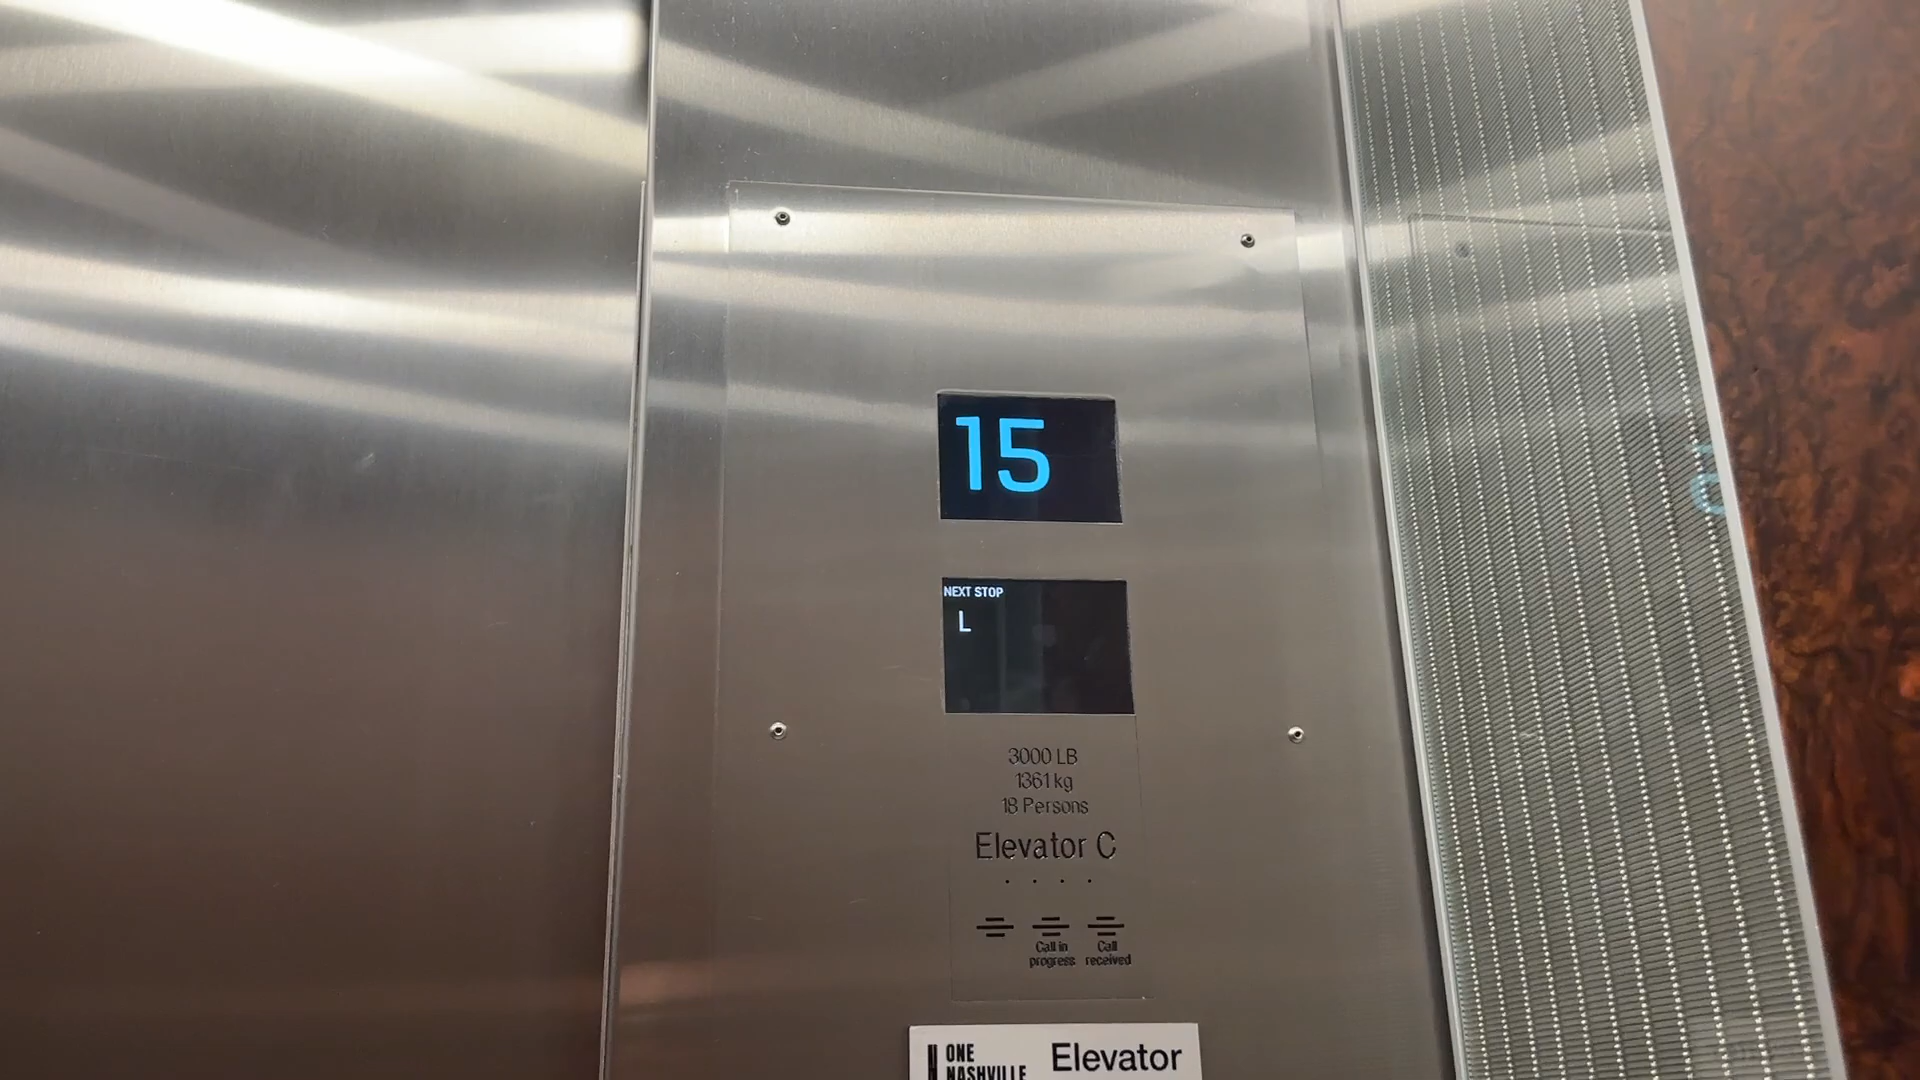 15
NEXT STOP
L
3000 LB
1361 kg
18 Persons
Elevator C
Call in progress
Call received
ONE NASHVILLE
Elevator